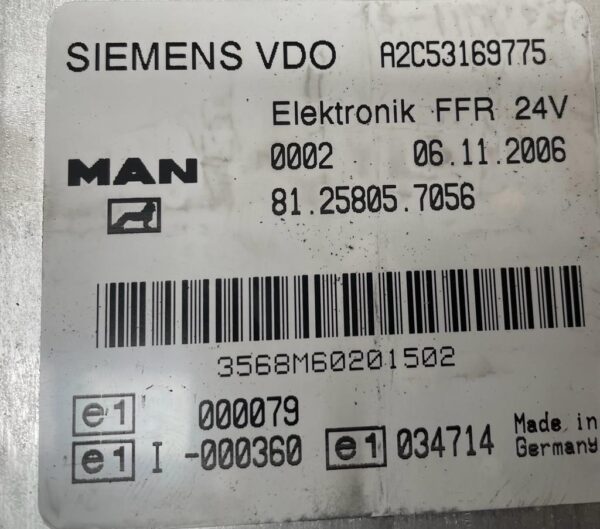 SIEMENS VDO A2C53169775
Elektronik FFR 24V
MAN 0002 06.11.2006
81.25805.7056
3568M60201502
e1 000079
e1 I -000360 e1 034714 Made in Germany